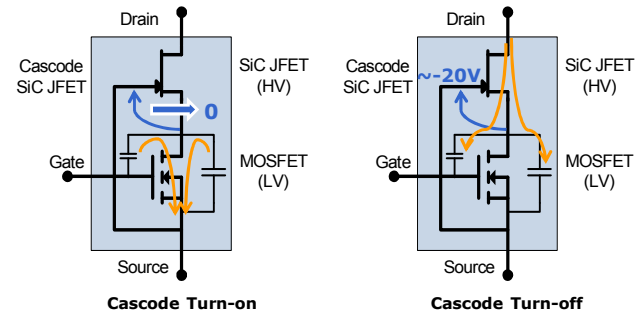 Drain
Cascode
SiC JFET
SiC JFET
(HV)
0
Gate
MOSFET
(LV)
Source
Cascode Turn-on
Drain
Cascode
SiC JFET
~-20V
SiC JFET
(HV)
Gate
MOSFET
(LV)
Source
Cascode Turn-off